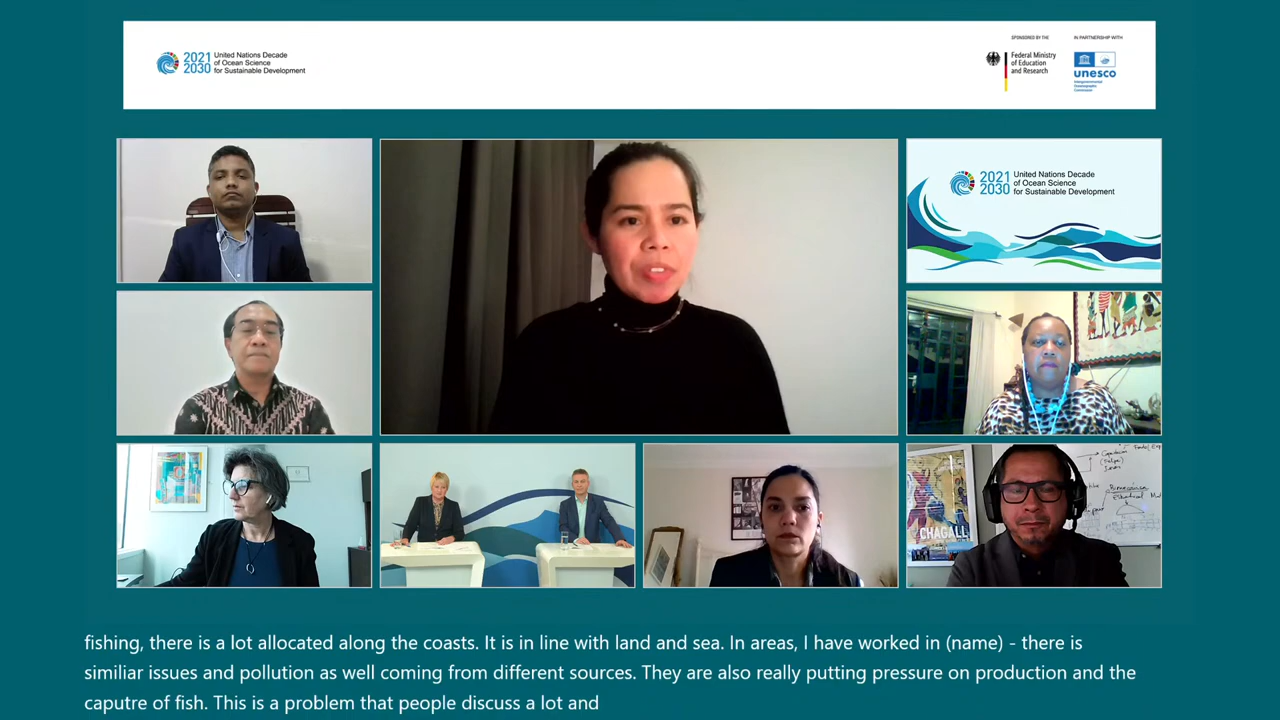 2021
2030
United Nations Decade
of Ocean Science
for Sustainable Development
SPONSORED BY THE
Federal Ministry
of Education
and Research
IN PARTNERSHIP WITH
unesco
Intergovernmental
Oceanographic
Commission
2021
2030
United Nations Decade
of Ocean Science
for Sustainable Development
CHAGALL
fishing, there is a lot allocated along the coasts. It is in line with land and sea. In areas, I have worked in (name) - there is
similiar issues and pollution as well coming from different sources. They are also really putting pressure on production and the
caputre of fish. This is a problem that people discuss a lot and